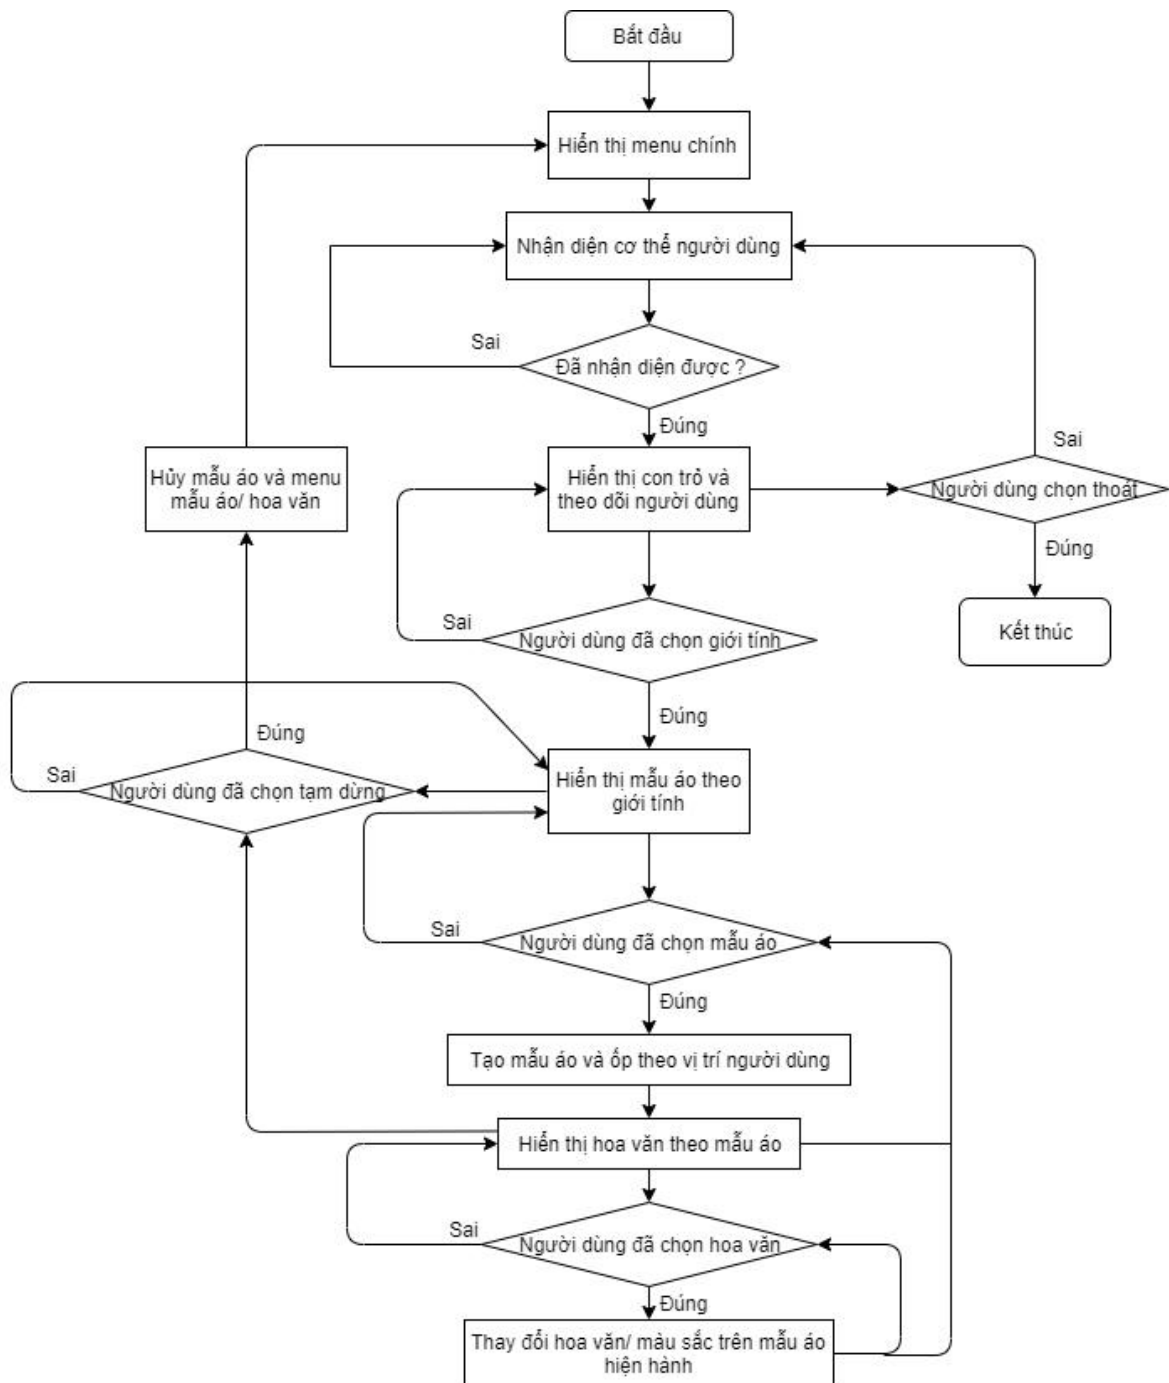 Bắt đầu
Hiển thị menu chính
Nhận diện cơ thể người dùng
Sai
Đã nhận diện được ?
Đúng
Sai
Hủy mẫu áo và menu
mẫu áo/ hoa văn
Hiển thị con trỏ và
theo dõi người dùng
Người dùng chọn thoát
Đúng
Sai
Người dùng đã chọn giới tính
Kết thúc
Đúng
Đúng
Sai
Người dùng đã chọn tạm dừng
Hiển thị mẫu áo theo
giới tính
Sai
Người dùng đã chọn mẫu áo
Đúng
Tạo mẫu áo và ốp theo vị trí người dùng
Hiển thị hoa văn theo mẫu áo
Sai
Người dùng đã chọn hoa văn
Đúng
Thay đổi hoa văn/ màu sắc trên mẫu áo
hiện hành